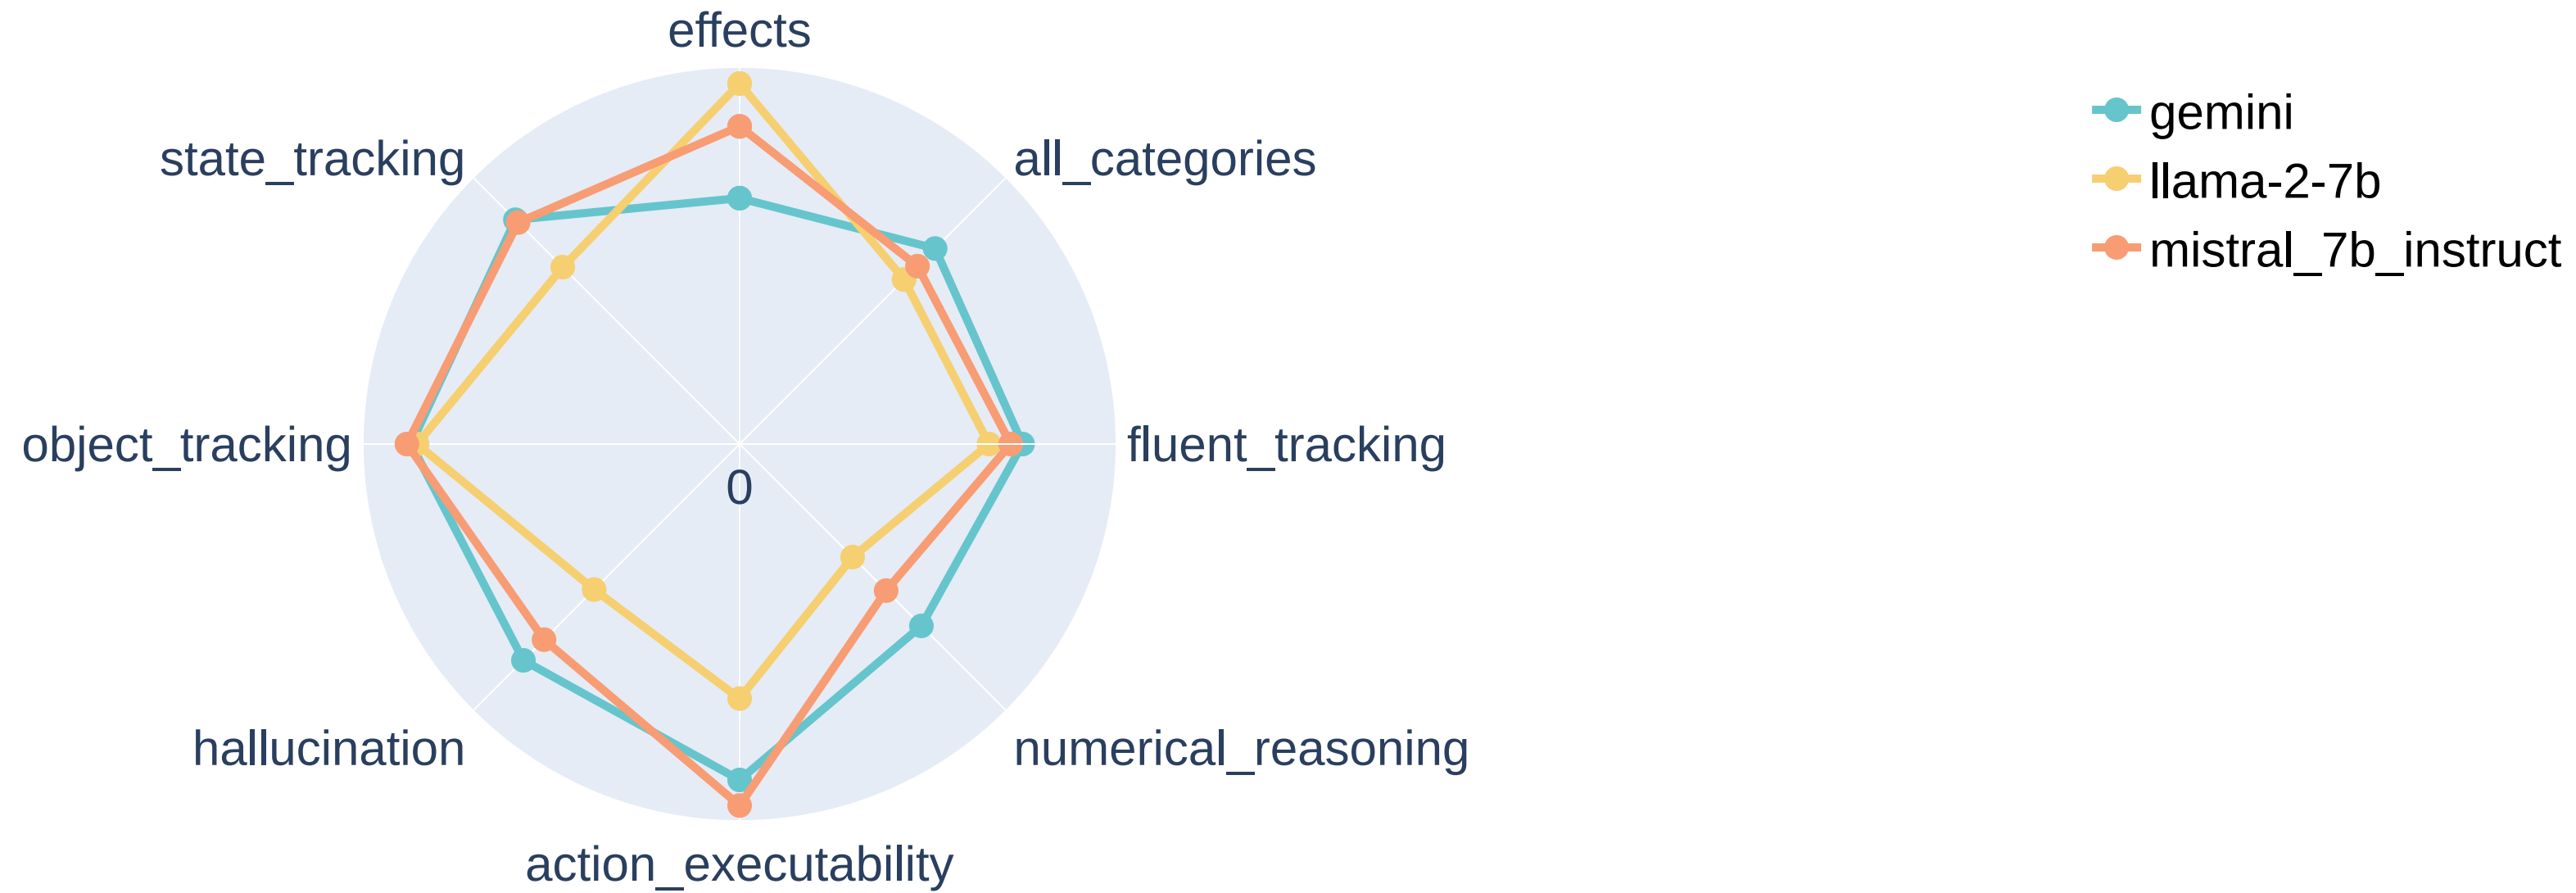 effects
state_tracking
all_categories
object_tracking
fluent_tracking
0
hallucination
numerical_reasoning
action_executability
gemini
llama-2-7b
mistral_7b_instruct